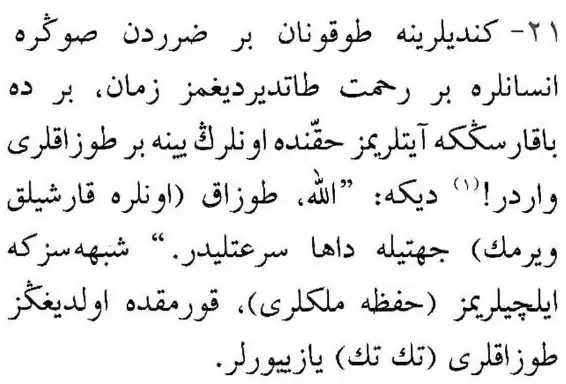 ٢١- كنديلرينه طوقونان بر ضرردن صوڭره
انسانلره بر رحمت طاتديرديغمز زمان، بر ده
باقارسڭكه آيتلريمز حقّنده اونلرڭ يينه بر طوزاقلرى
واردر!(١) ديكه: ”الله، طوزاق (اونلره قارشيلق
ويرمك) جهتيله داها سرعتليدر.“ شبهه‌سزكه
ايلچيلريمز (حفظه ملكلرى)، قورمقده اولديغڭز
طوزاقلرى (تك تك) يازييورلر.